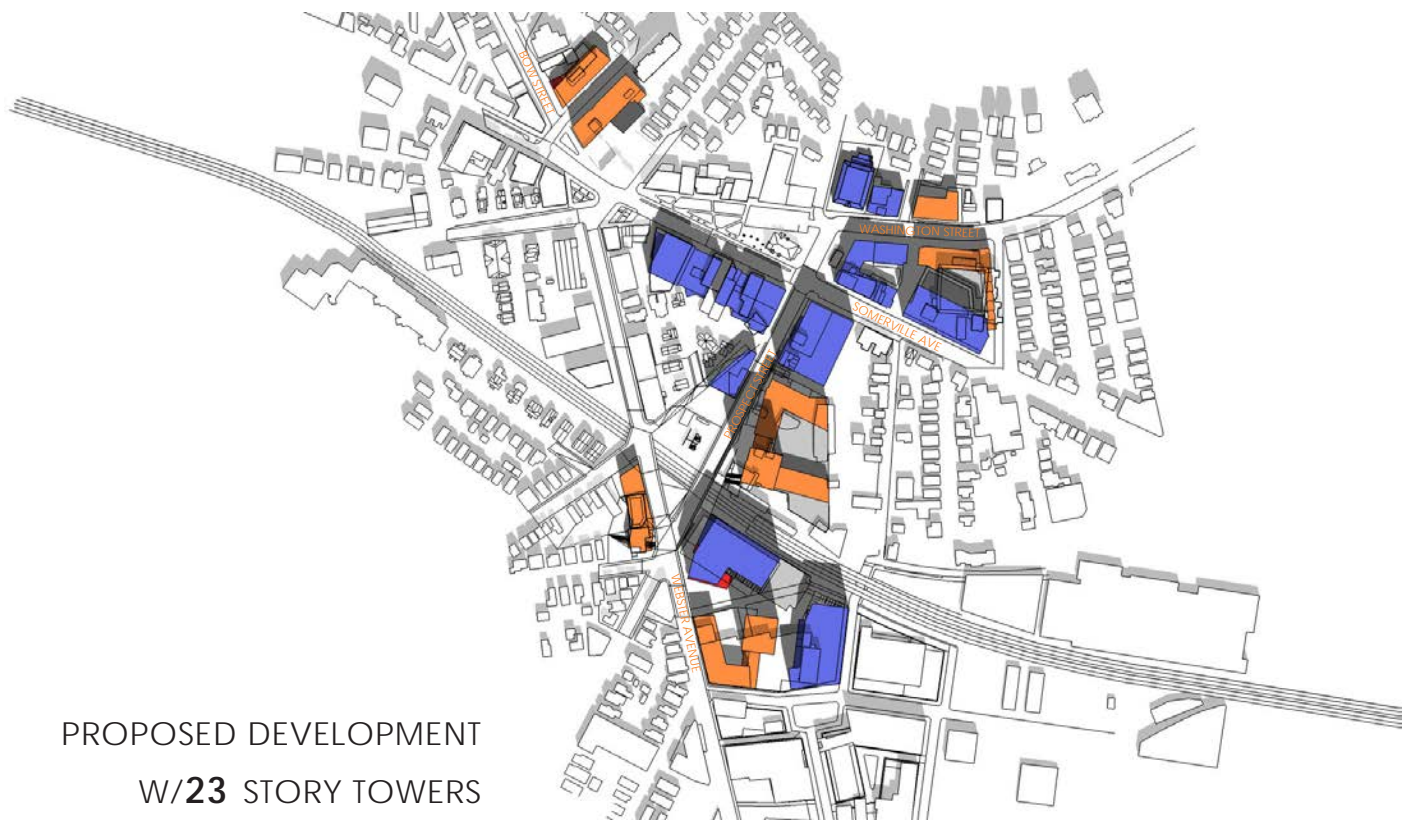 BOW STREET
WASHINGTON STREET
SOMERVILLE AVE
PROSPECT STREET
WEBSTER AVENUE
PROPOSED DEVELOPMENT
W/23 STORY TOWERS